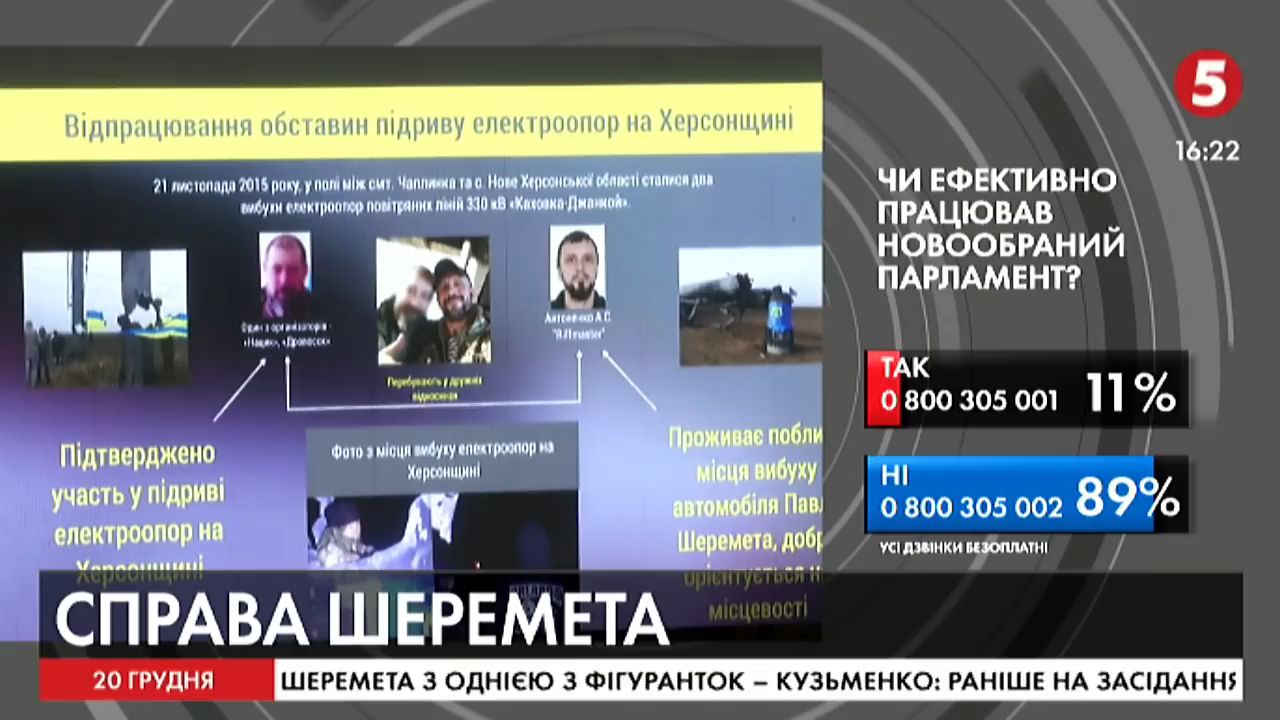 Відпрацювання обставин підриву електроопор на Херсонщині
21 листопада 2015 року, у полі між смт. Чаплинка та с. Нове Херсонської області сталися два
вибухи електроопор повітряних ліній 330 кВ «Каховка-Джанкой».
Один з організаторів -
Антоненко А.С.
Перебувають у дружніх
відносинах
Підтверджено
участь у підриві
електроопор на
Херсонщині
Фото з місця вибуху електроопор на
Херсонщині
Проживає побли
місця вибуху
автомобіля Пав
Шеремета, добр
орієнтується н
місцевості
5
16:22
ЧИ ЕФЕКТИВНО
ПРАЦЮВАВ
НОВООБРАНИЙ
ПАРЛАМЕНТ?
ТАК
0 800 305 001 11%
НІ
0 800 305 002 89%
УСІ ДЗВІНКИ БЕЗОПЛАТНІ
СПРАВА ШЕРЕМЕТА
20 ГРУДНЯ ШЕРЕМЕТА З ОДНІЄЮ З ФІГУРАНТОК – КУЗЬМЕНКО: РАНІШЕ НА ЗАСІДАННЯ